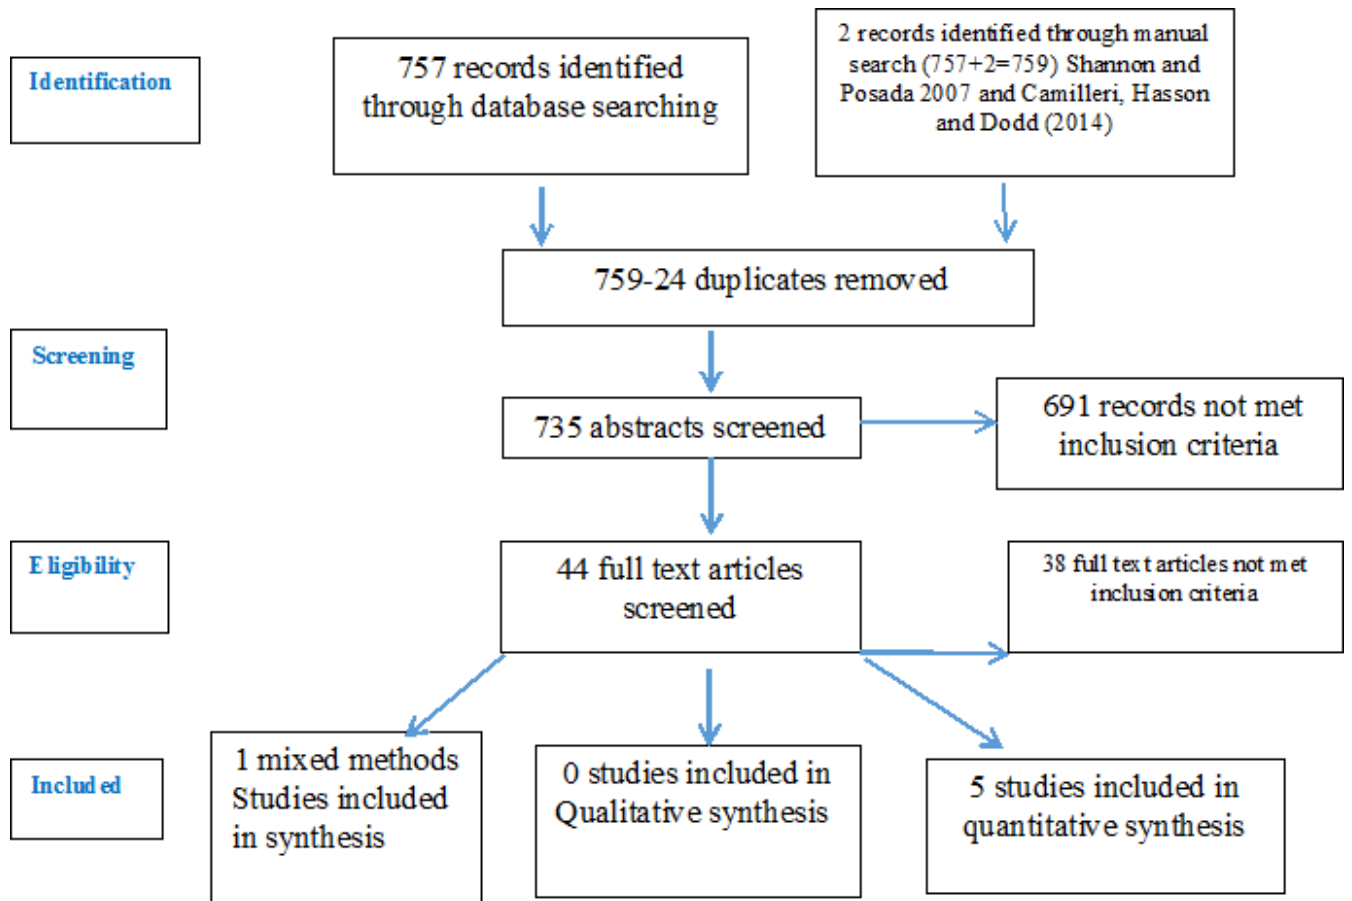 Identification
757 records identified
through database searching
2 records identified through manual
search (757+2=759) Shannon and
Posada 2007 and Camilleri, Hasson
and Dodd (2014)
759-24 duplicates removed
Screening
735 abstracts screened
691 records not met
inclusion criteria
Eligibility
44 full text articles
screened
38 full text articles not met
inclusion criteria
Included
1 mixed methods
Studies included
in synthesis
0 studies included in
Qualitative synthesis
5 studies included in
quantitative synthesis